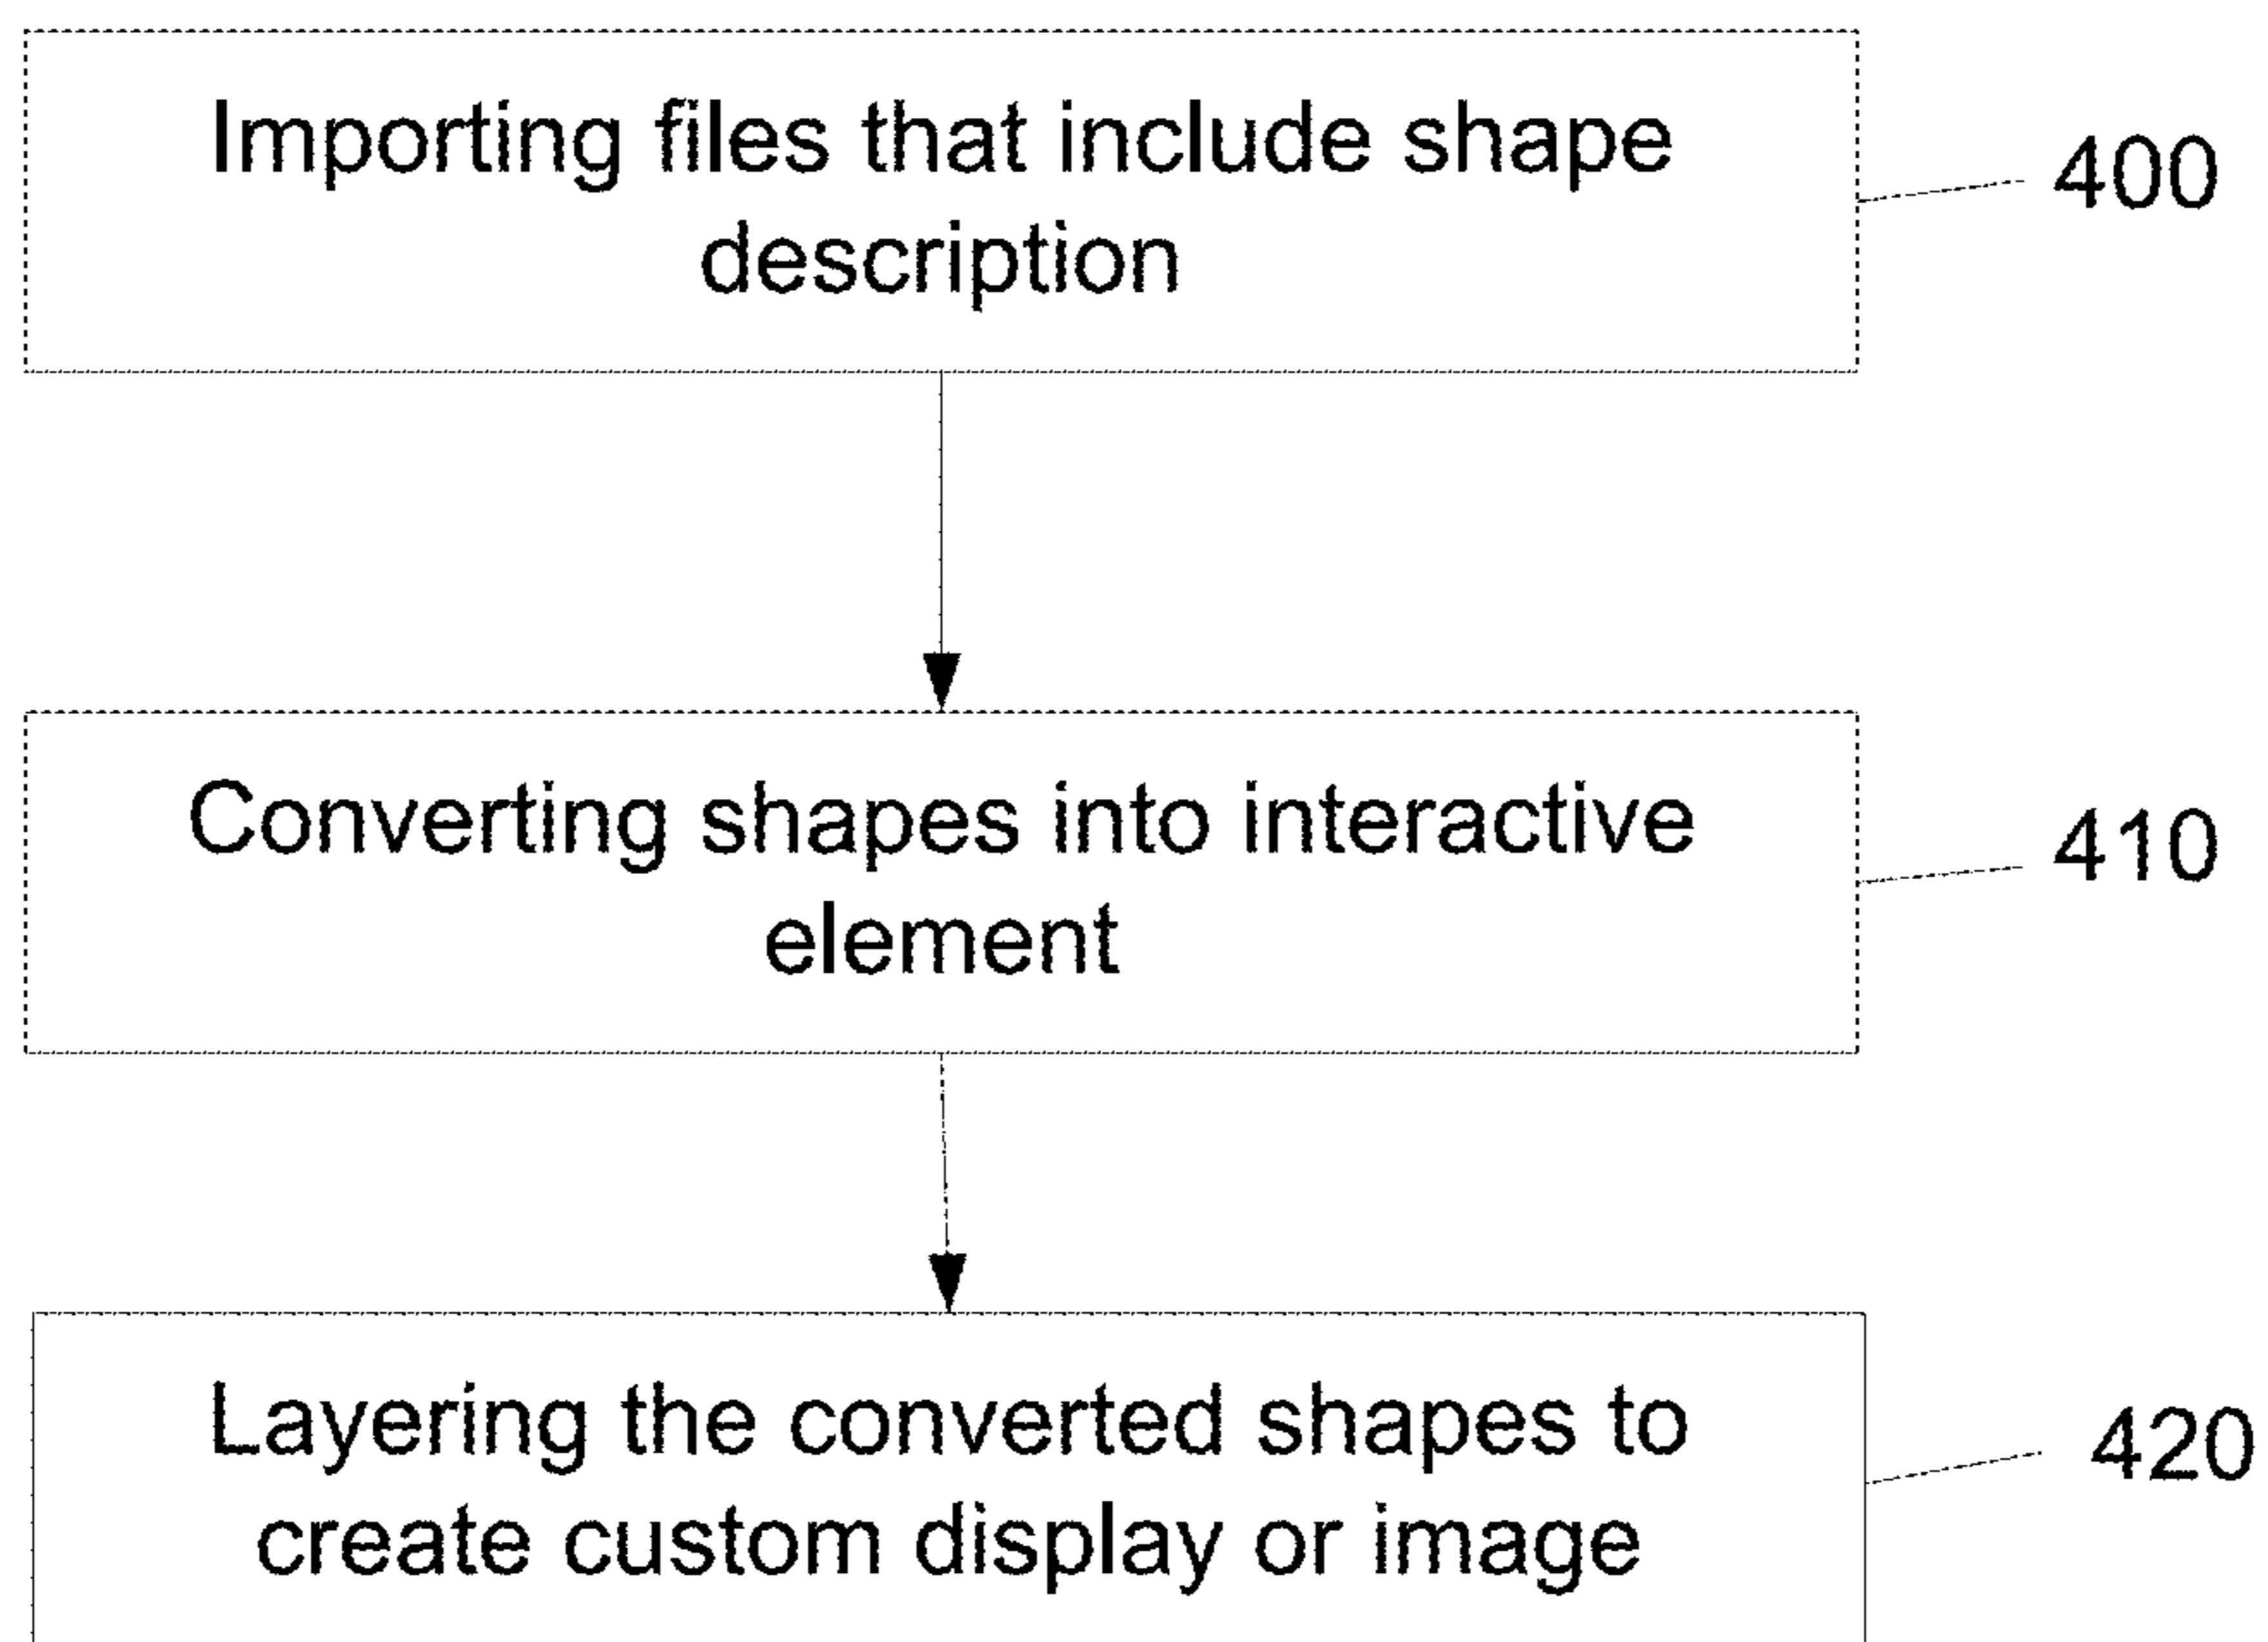 Importing files that include shape
description
400
Converting shapes into interactive
element
410
Layering the converted shapes to
create custom display or image
420